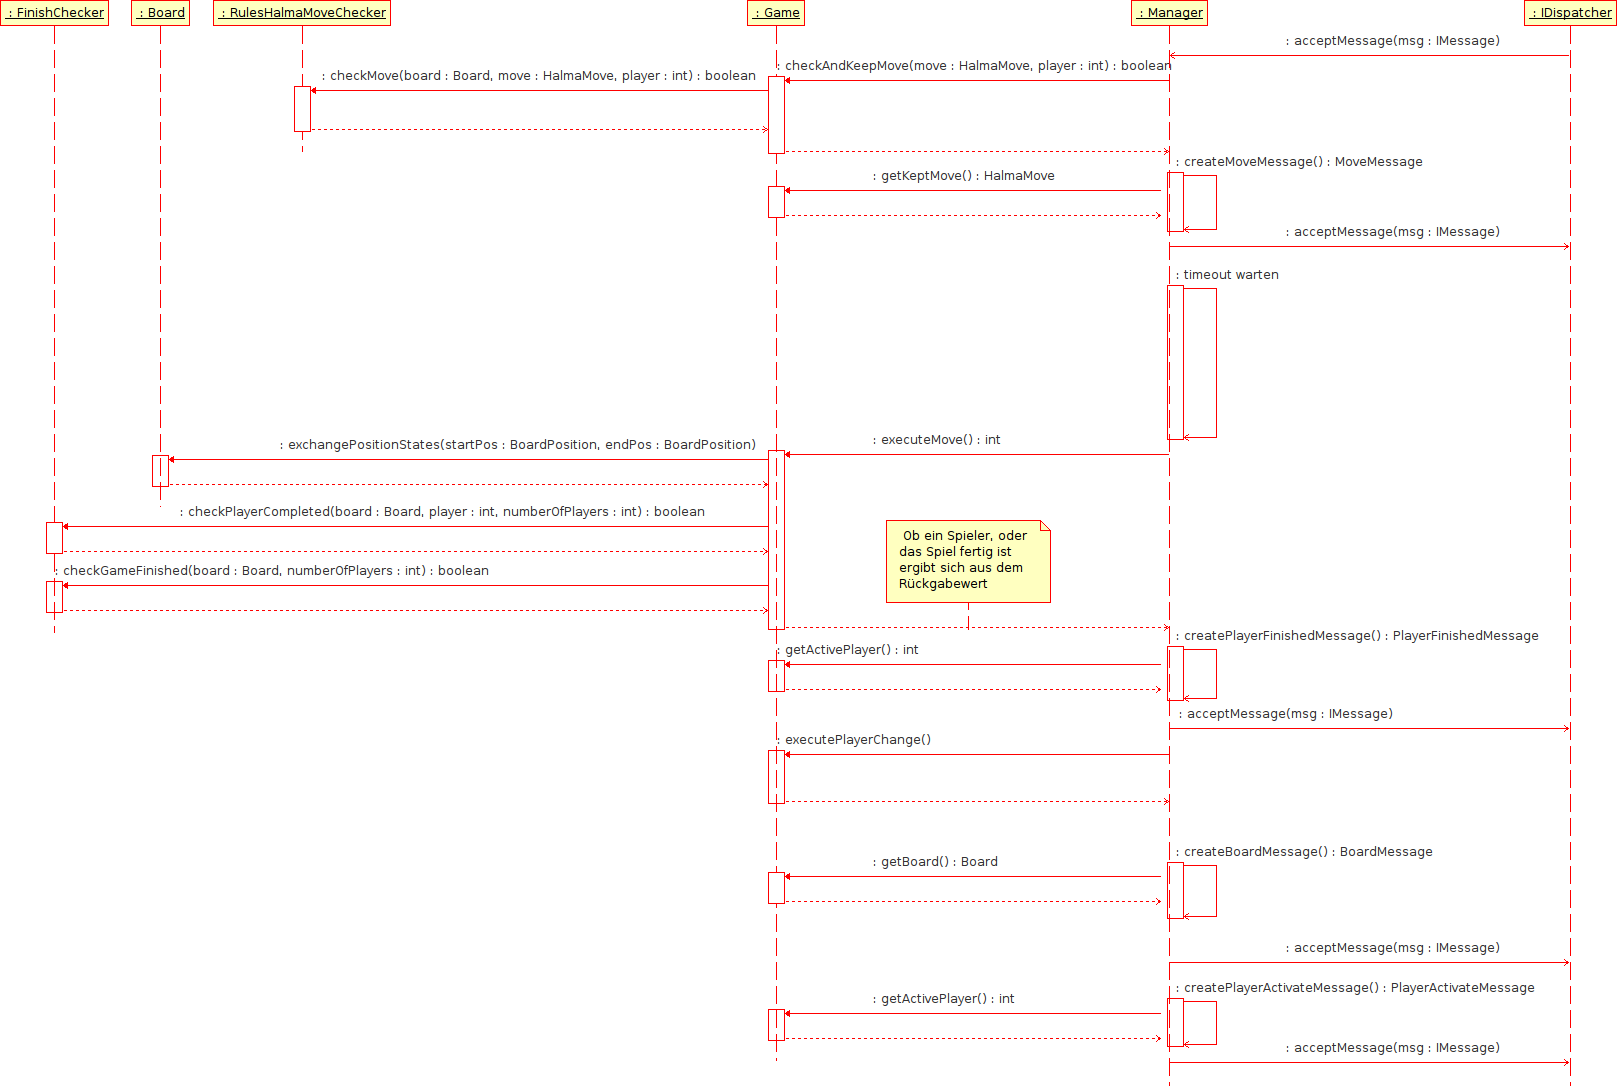 : FinishChecker
: Board
: RulesHalmaMoveChecker
: Game
: Manager
: IDispatcher
: acceptMessage(msg : IMessage)
: checkAndKeepMove(move : HalmaMove, player : int) : boolean
: checkMove(board : Board, move : HalmaMove, player : int) : boolean
: createMoveMessage() : MoveMessage
: getKeptMove() : HalmaMove
: acceptMessage(msg : IMessage)
: timeout warten
: executeMove() : int
: exchangePositionStates(startPos : BoardPosition, endPos : BoardPosition)
: checkPlayerCompleted(board : Board, player : int, numberOfPlayers : int) : boolean
Ob ein Spieler, oder
das Spiel fertig ist
ergibt sich aus dem
Rückgabewert
: checkGameFinished(board : Board, numberOfPlayers : int) : boolean
: createPlayerFinishedMessage() : PlayerFinishedMessage
: getActivePlayer() : int
: acceptMessage(msg : IMessage)
: executePlayerChange()
: createBoardMessage() : BoardMessage
: getBoard() : Board
: acceptMessage(msg : IMessage)
: createPlayerActivateMessage() : PlayerActivateMessage
: getActivePlayer() : int
: acceptMessage(msg : IMessage)